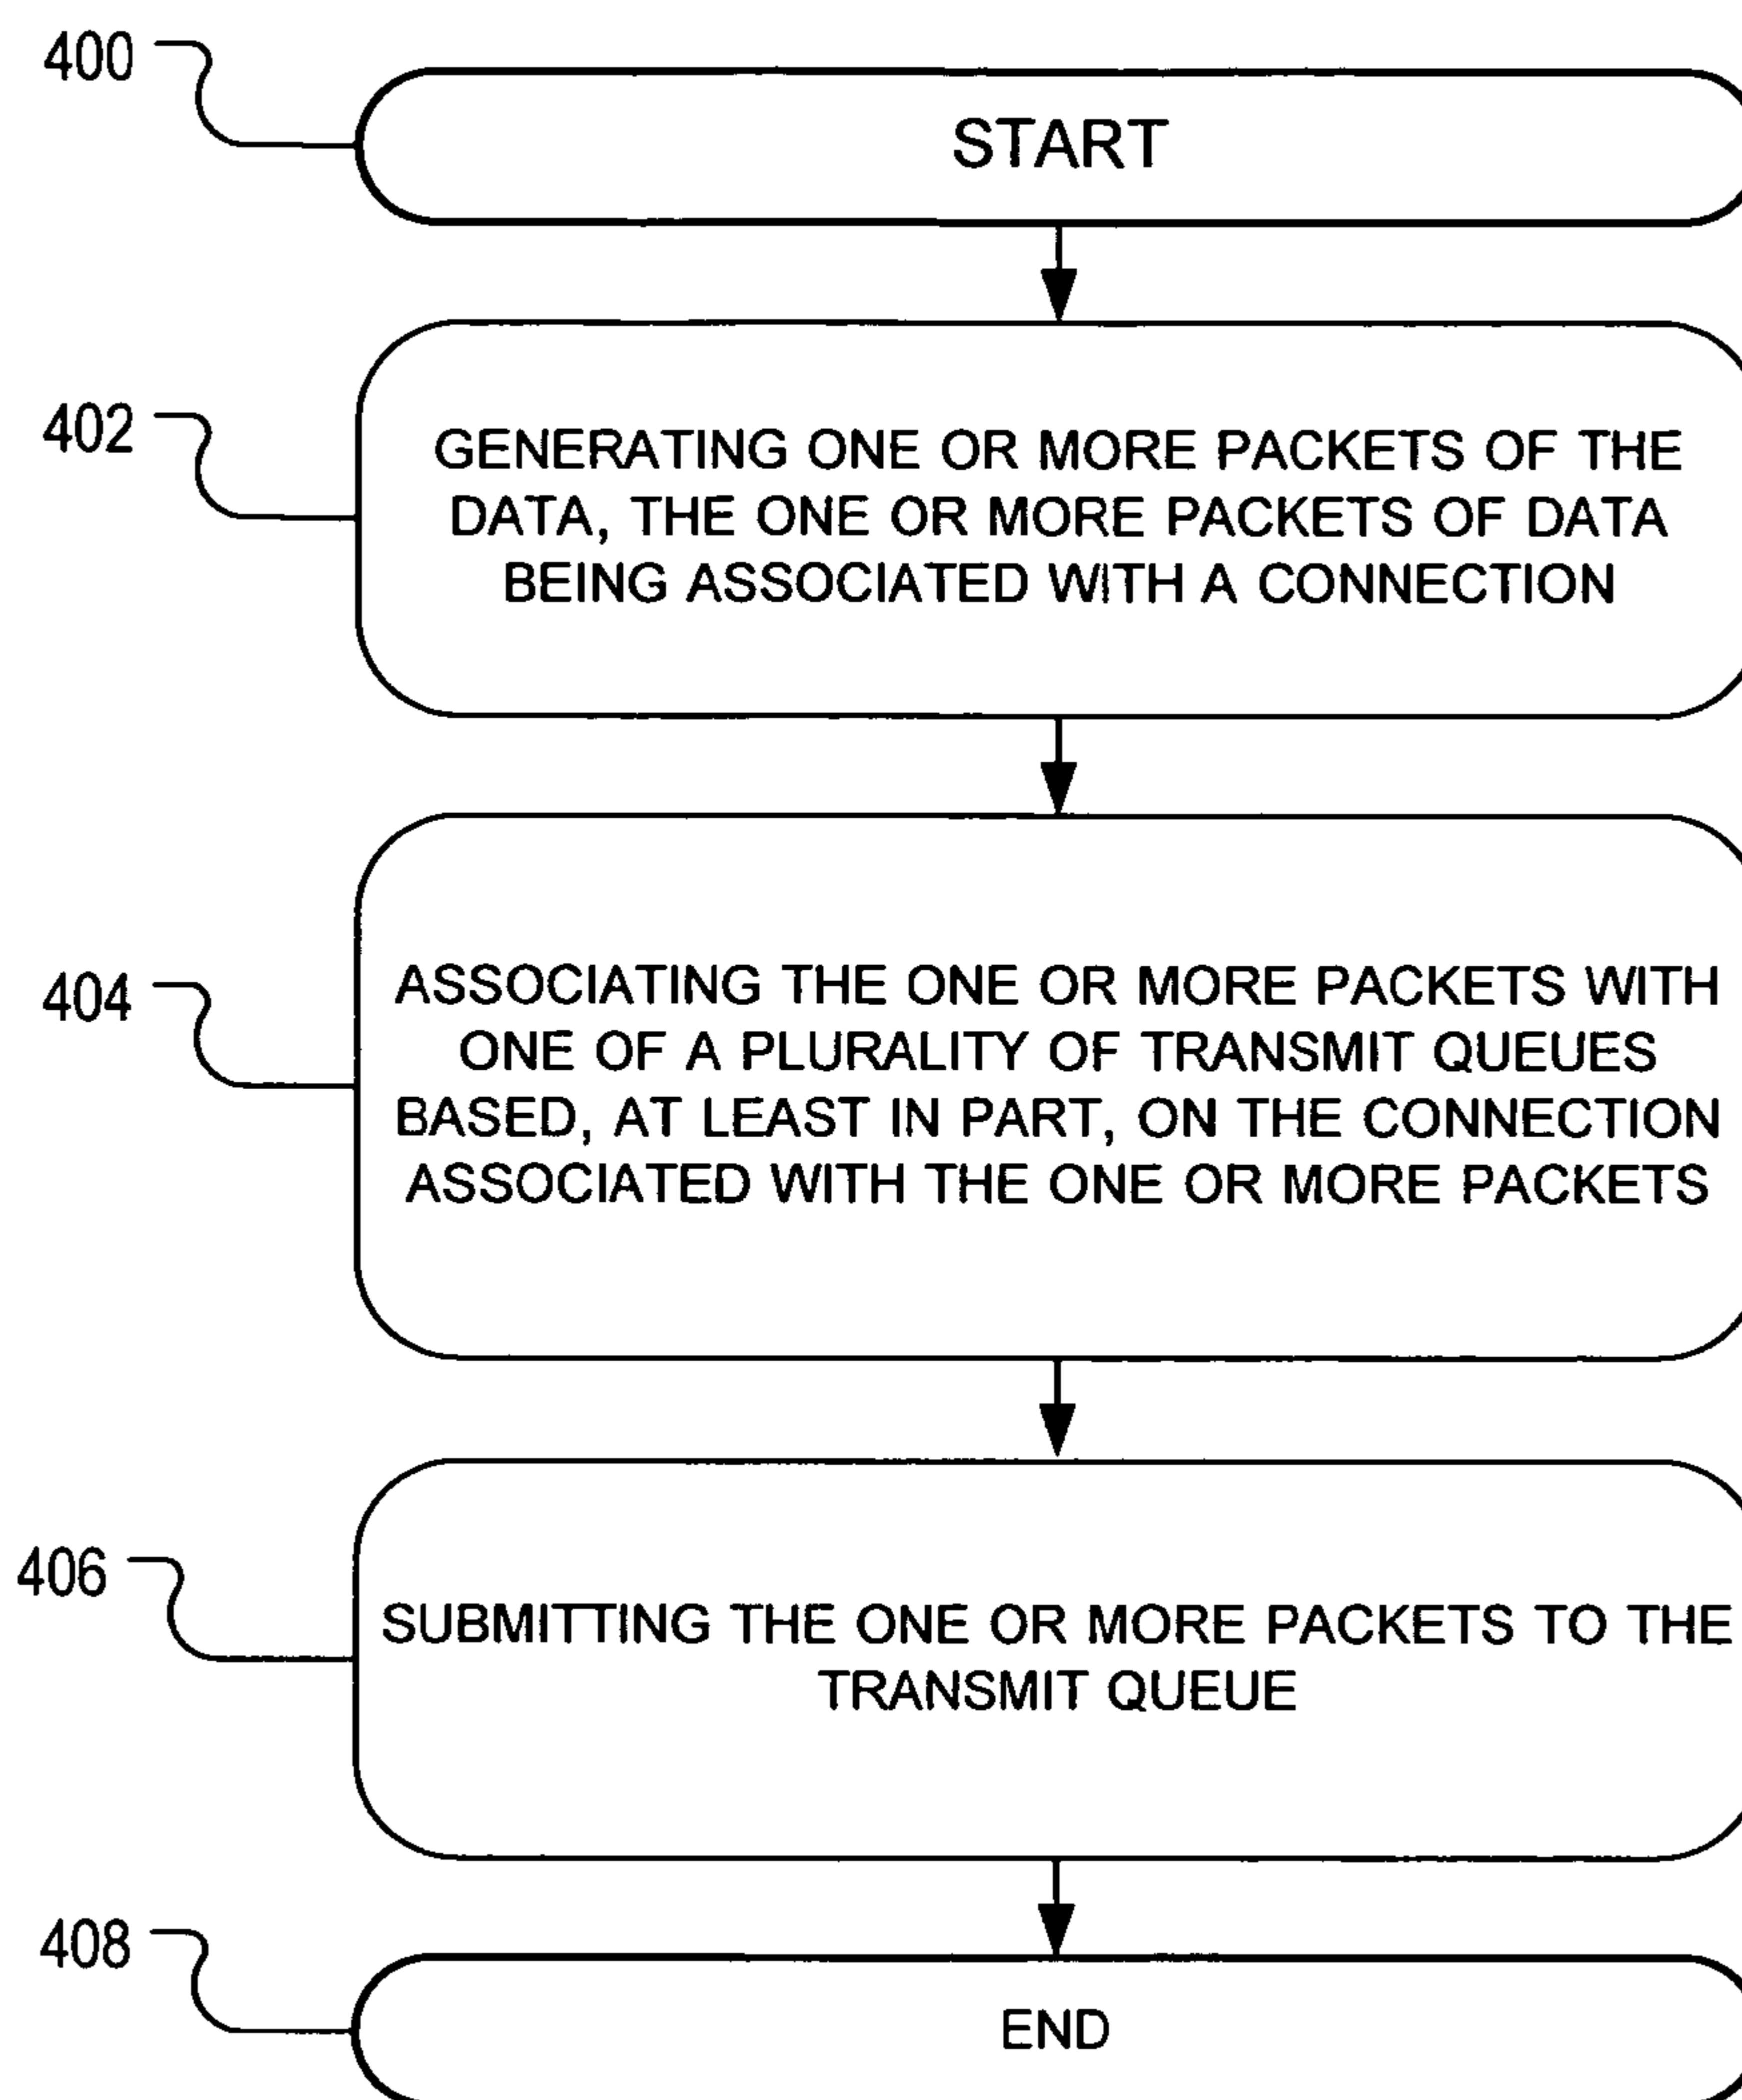 400
START
402
GENERATING ONE OR MORE PACKETS OF THE
DATA, THE ONE OR MORE PACKETS OF DATA
BEING ASSOCIATED WITH A CONNECTION
404
ASSOCIATING THE ONE OR MORE PACKETS WITH
ONE OF A PLURALITY OF TRANSMIT QUEUES
BASED, AT LEAST IN PART, ON THE CONNECTION
ASSOCIATED WITH THE ONE OR MORE PACKETS
406
SUBMITTING THE ONE OR MORE PACKETS TO THE
TRANSMIT QUEUE
408
END